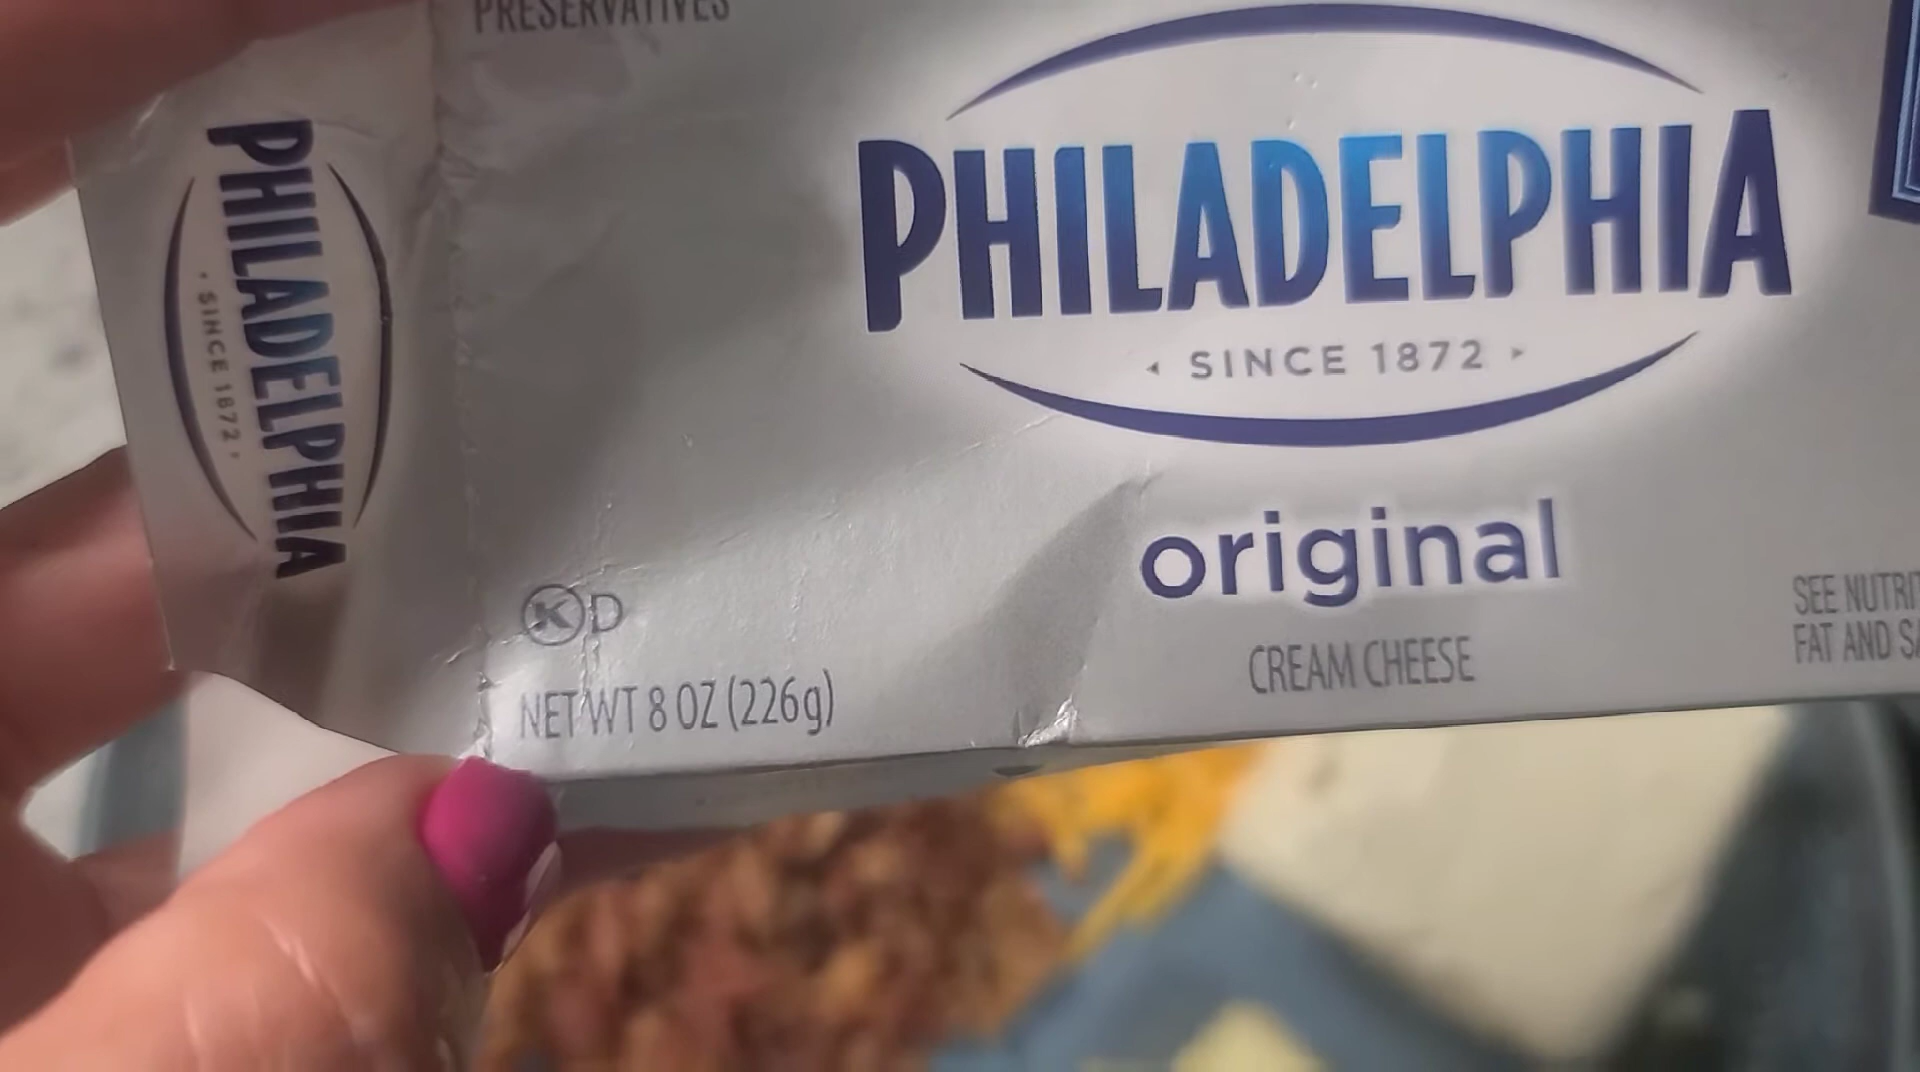 PRESERVATIVES
PHILADELPHIA
SINCE 1872
PHILADELPHIA
SINCE 1872
original
CREAM CHEESE
K D
NET WT 8 OZ (226g)
SEE NUTRIT
FAT AND SA